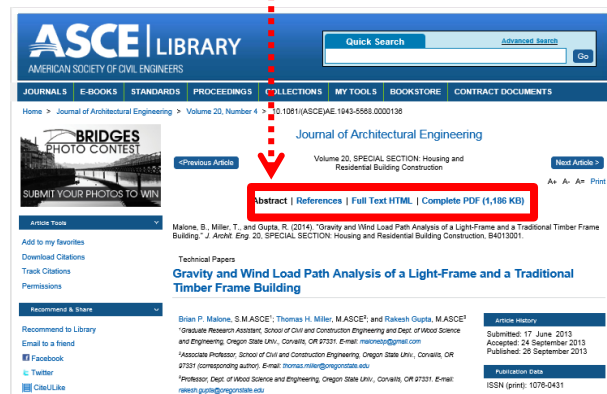 ASCE LIBRARY
AMERICAN SOCIETY OF CIVIL ENGINEERS
Quick Search
Advanced Search
Go
JOURNALS E-BOOKS STANDARDS PROCEEDINGS COLLECTIONS MY TOOLS BOOKSTORE CONTRACT DOCUMENTS
Home > Journal of Architectural Engineering > Volume 20, Number 4 > 10.1061/(ASCE)AE.1943-5568.0000136
BRIDGES
PHOTO CONTEST
SUBMIT YOUR PHOTOS TO WIN
Journal of Architectural Engineering
<Previous Article
Volume 20, SPECIAL SECTION: Housing and
Residential Building Construction
Next Article >
A+ A- A= Print
Abstract | References | Full Text HTML | Complete PDF (1,186 KB)
Article Tools
Add to my favorites
Download Citations
Track Citations
Permissions
Recommend & Share
Recommend to Library
Email to a friend
Facebook
Twitter
CiteULike
Malone, B., Miller, T., and Gupta, R. (2014). "Gravity and Wind Load Path Analysis of a Light-Frame and a Traditional Timber Frame
Building." J. Archit. Eng. 20, SPECIAL SECTION: Housing and Residential Building Construction, B4013001.
Technical Papers
Gravity and Wind Load Path Analysis of a Light-Frame and a Traditional
Timber Frame Building
Brian P. Malone, S.M.ASCE1; Thomas H. Miller, M.ASCE2; and Rakesh Gupta, M.ASCE3
1Graduate Research Assistant, School of Civil and Construction Engineering and Dept. of Wood Science
and Engineering, Oregon State Univ., Corvallis, OR 97331. E-mail: malonebp@gmail.com
2Associate Professor, School of Civil and Construction Engineering, Oregon State Univ., Corvallis, OR
97331 (corresponding author). E-mail: thomas.miller@oregonstate.edu
3Professor, Dept. of Wood Science and Engineering, Oregon State Univ., Corvallis, OR 97331. E-mail:
rakesh.gupta@oregonstate.edu
Article History
Submitted: 17 June 2013
Accepted: 24 September 2013
Published: 26 September 2013
Publication Data
ISSN (print): 1076-0431